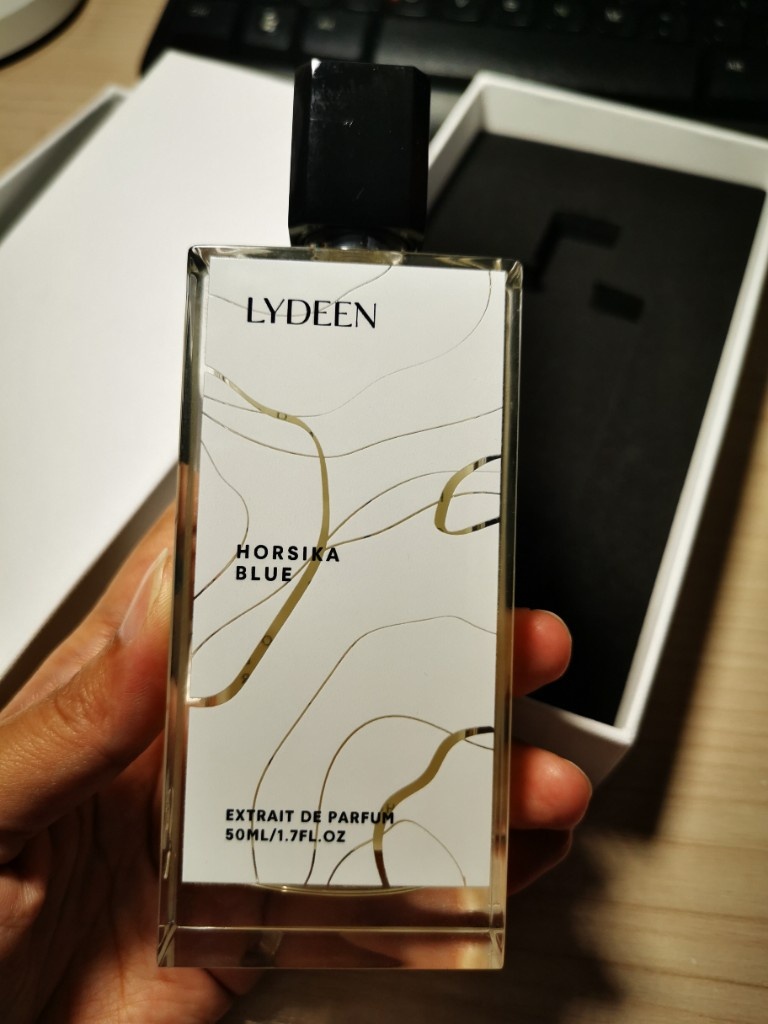 LYDEEN
HORSIKA
BLUE
EXTRAIT DE PARFUM
50ML/1.7FL.OZ